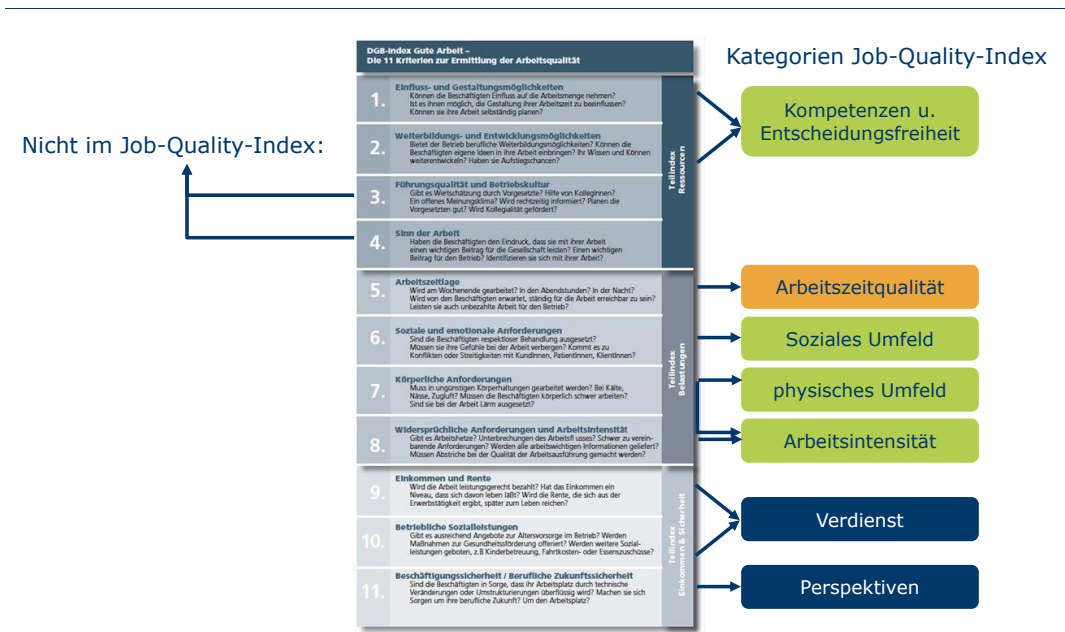 DGB-Index Gute Arbeit –
Die 11 Kriterien zur Ermittlung der Arbeitsqualität
Kategorien Job-Quality-Index
Nicht im Job-Quality-Index:
1.
Einfluss- und Gestaltungsmöglichkeiten
Können die Beschäftigten Einfluss auf die Arbeitsmenge nehmen?
Ist es ihnen möglich, die Gestaltung ihrer Arbeitszeit zu beeinflussen?
Können sie ihre Arbeit selbständig planen?
2.
Weiterbildungs- und Entwicklungsmöglichkeiten
Bietet der Betrieb berufliche Weiterbildungsmöglichkeiten? Können die
Beschäftigten eigene Ideen in ihre Arbeit einbringen? Ihr Wissen und Können
weiterentwickeln? Haben sie Aufstiegschancen?
3.
Führungsqualität und Betriebskultur
Gibt es Wertschätzung durch Vorgesetzte? Hilfe von KollegInnen?
Ein offenes Meinungsklima? Wird rechtzeitig informiert? Planen die
Vorgesetzten gut? Wird Kollegialität gefördert?
4.
Sinn der Arbeit
Haben die Beschäftigten den Eindruck, dass sie mit ihrer Arbeit
einen wichtigen Beitrag für die Gesellschaft leisten? Einen wichtigen
Beitrag für den Betrieb? Identifizieren sie sich mit ihrer Arbeit?
Teilindex
Ressourcen
5.
Arbeitszeitlage
Wird am Wochenende gearbeitet? In den Abendstunden? In der Nacht?
Wird von den Beschäftigten erwartet, ständig für die Arbeit erreichbar zu sein?
Leisten sie auch unbezahlte Arbeit für den Betrieb?
6.
Soziale und emotionale Anforderungen
Sind die Beschäftigten respektloser Behandlung ausgesetzt?
Müssen sie ihre Gefühle bei der Arbeit verbergen? Kommt es zu
Konflikten oder Streitigkeiten mit KundInnen, PatientInnen, KlientInnen?
7.
Körperliche Anforderungen
Muss in ungünstigen Körperhaltungen gearbeitet werden? Bei Kälte,
Nässe, Zugluft? Müssen die Beschäftigten körperlich schwer arbeiten?
Sind sie bei der Arbeit Lärm ausgesetzt?
8.
Widersprüchliche Anforderungen und Arbeitsintensität
Gibt es Arbeitshetze? Unterbrechungen des Arbeitsfl usses? Schwer zu verein-
barende Anforderungen? Werden alle arbeitswichtigen Informationen geliefert?
Müssen Abstriche bei der Qualität der Arbeitsausführung gemacht werden?
Teilindex
Belastungen
9.
Einkommen und Rente
Wird die Arbeit leistungsgerecht bezahlt? Hat das Einkommen ein
Niveau, dass sich davon leben läßt? Wird die Rente, die sich aus der
Erwerbstätigkeit ergibt, später zum Leben reichen?
10.
Betriebliche Sozialleistungen
Gibt es ausreichend Angebote zur Altersvorsorge im Betrieb? Werden
Maßnahmen zur Gesundheitsförderung offeriert? Werden weitere Sozial-
leistungen geboten, z.B Kinderbetreuung, Fahrtkosten- oder Essenszuschüsse?
11.
Beschäftigungssicherheit / Berufliche Zukunftssicherheit
Sind die Beschäftigten in Sorge, dass ihr Arbeitsplatz durch technische
Veränderungen oder Umstrukturierungen überflüssig wird? Machen sie sich
Sorgen um ihre berufliche Zukunft? Um den Arbeitsplatz?
Teilindex
Einkommen & Sicherheit
Kompetenzen u.
Entscheidungsfreiheit
Arbeitszeitqualität
Soziales Umfeld
physisches Umfeld
Arbeitsintensität
Verdienst
Perspektiven